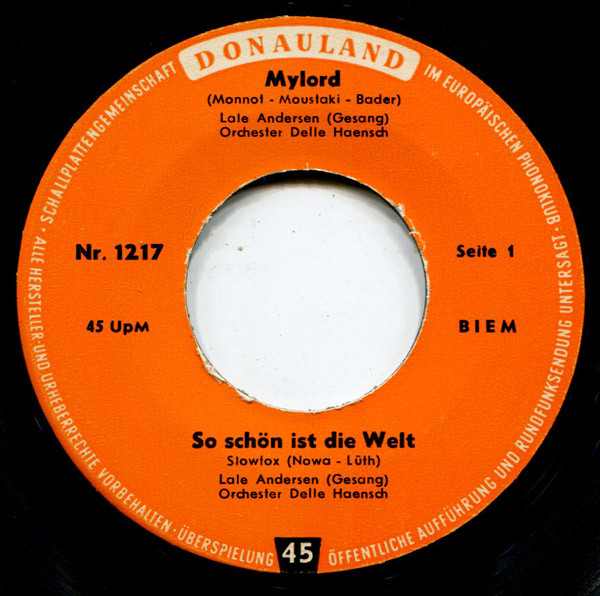 DONAULAND
SCHALLPLATTENGEMEINSCHAFT
IM EUROPÄISCHEN PHONOKLUB ·
Mylord
(Monnot - Moustaki - Bader)
Lale Andersen (Gesang)
Orchester Delle Haensch
Nr. 1217
Seite 1
45 UpM
BIEM
So schön ist die Welt
Slowfox (Nowa - Lüth)
Lale Andersen (Gesang)
Orchester Delle Haensch
· ALLE HERSTELLER-UND URHEBERRECHTE VORBEHALTEN · ÜBERSPIELUNG
45
ÖFFENTLICHE AUFFÜHRUNG UND RUNDFUNKSENDUNG UNTERSAGT ·